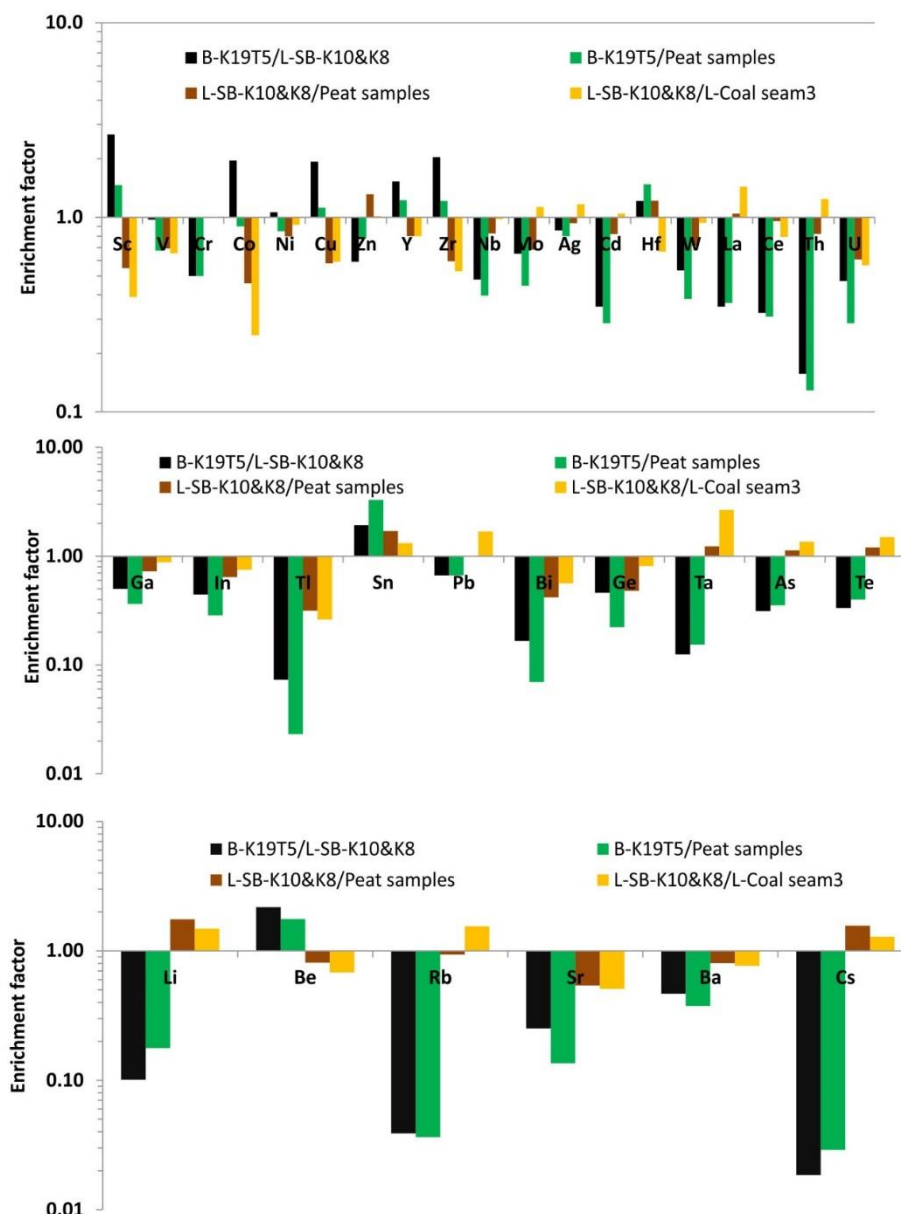 10.0
B-K19T5/L-SB-K10&K8 B-K19T5/Peat samples
L-SB-K10&K8/Peat samples L-SB-K10&K8/L-Coal seam3
Enrichment factor
1.0
Sc V Cr Co Ni Cu Zn Y Zr Nb Mo Ag Cd Hf W La Ce Th U
0.1
10.00
B-K19T5/L-SB-K10&K8 B-K19T5/Peat samples
L-SB-K10&K8/Peat samples L-SB-K10&K8/L-Coal seam3
Enrichment factor
1.00
Ga In Tl Sn Pb Bi Ge Ta As Te
0.10
0.01
10.00
B-K19T5/L-SB-K10&K8 B-K19T5/Peat samples
L-SB-K10&K8/Peat samples L-SB-K10&K8/L-Coal seam3
Enrichment factor
1.00
Li Be Rb Sr Ba Cs
0.10
0.01